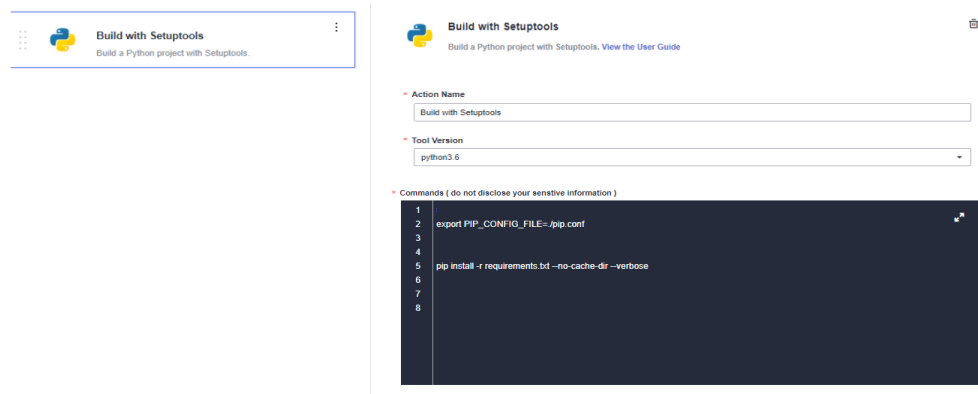 Build with Setuptools
Build a Python project with Setuptools.
Build with Setuptools
Build a Python project with Setuptools. View the User Guide
* Action Name
Build with Setuptools
* Tool Version
python3.6
* Commands ( do not disclose your senstive information )
1
2 export PIP_CONFIG_FILE=./pip.conf
3
4
5 pip install -r requirements.txt --no-cache-dir --verbose
6
7
8